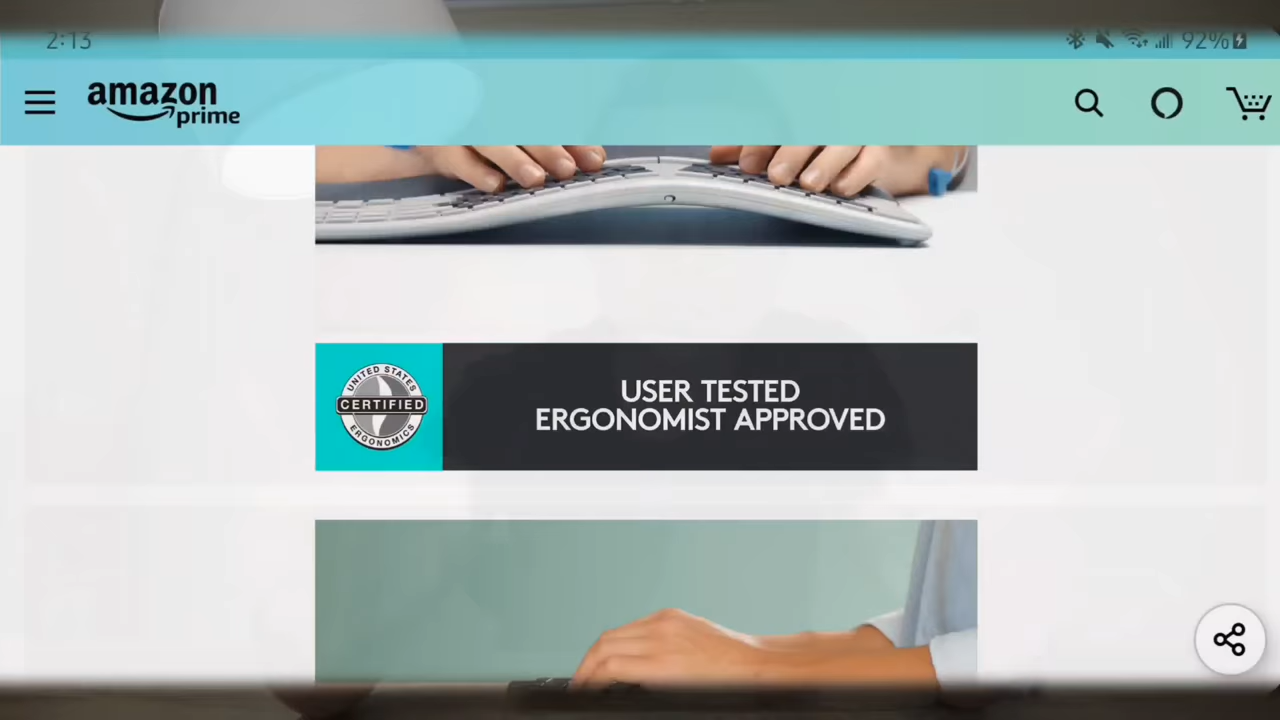 2:13
92%
amazon
prime
UNITED STATES
CERTIFIED
ERGONOMICS
USER TESTED
ERGONOMIST APPROVED